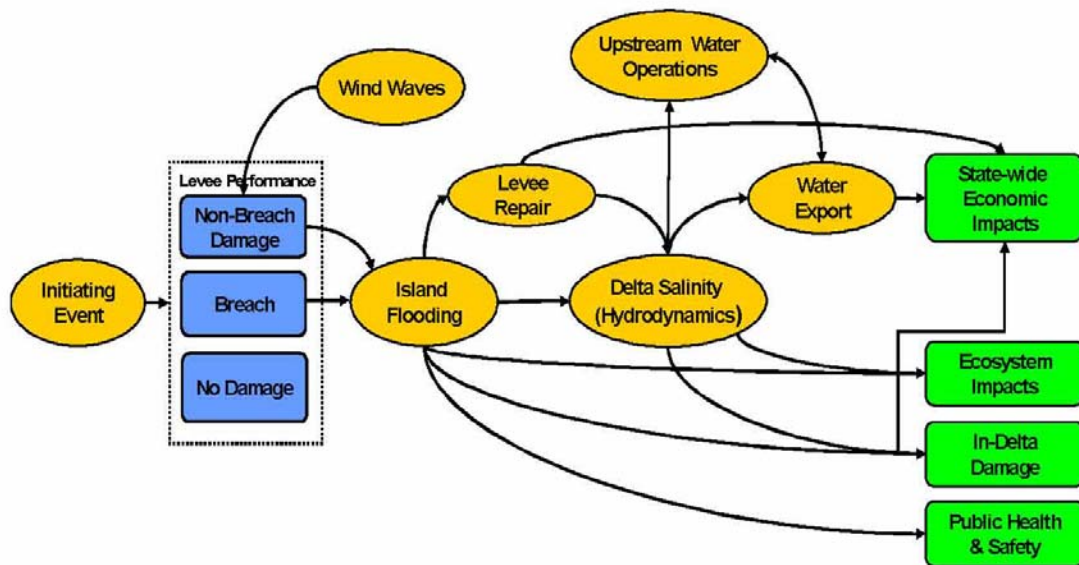 Upstream Water
Operations
Wind Waves
Levee Performance
Non-Breach
Damage
Breach
No Damage
Initiating
Event
Island
Flooding
Levee
Repair
Delta Salinity
(Hydrodynamics)
Water
Export
State-wide
Economic
Impacts
Ecosystem
Impacts
In-Delta
Damage
Public Health
& Safety